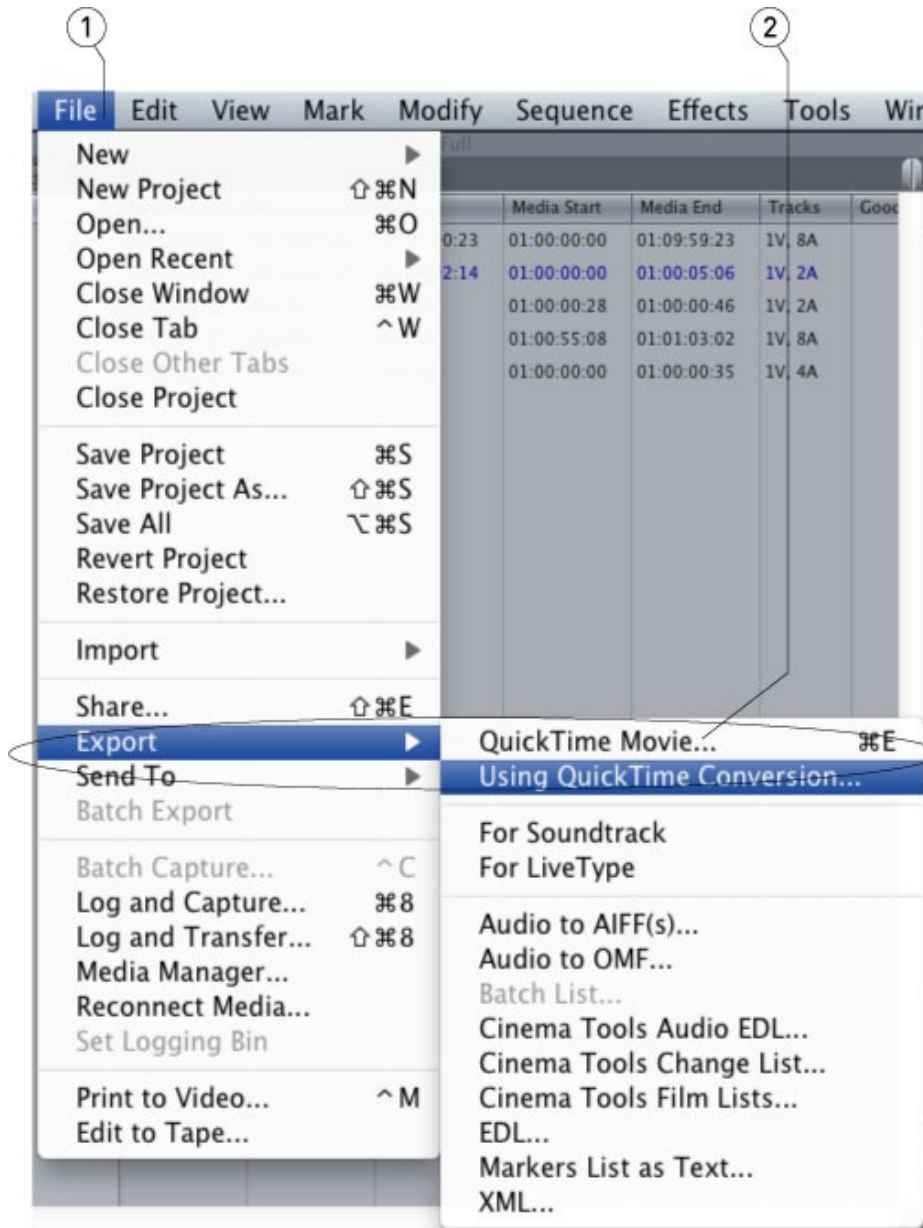 1 2
File Edit View Mark Modify Sequence Effects Tools
Full
New
New Project ⇧⌘N
Open... ⌘O
Open Recent
Close Window ⌘W
Close Tab ^W
Close Other Tabs
Close Project
Save Project ⌘S
Save Project As... ⇧⌘S
Save All ⌥⌘S
Revert Project
Restore Project...
Import
Share... ⇧⌘E
Export
Send To
Batch Export
Batch Capture... ^C
Log and Capture... ⌘8
Log and Transfer... ⇧⌘8
Media Manager...
Reconnect Media...
Set Logging Bin
Print to Video... ^M
Edit to Tape...
Media Start Media End Tracks
0:23 01:00:00:00 01:09:59:23 1V, 8A
2:14 01:00:00:00 01:00:05:06 1V, 2A
01:00:00:28 01:00:00:46 1V, 2A
01:00:55:08 01:01:03:02 1V, 8A
01:00:00:00 01:00:00:35 1V, 4A
QuickTime Movie... ⌘E
Using QuickTime Conversion...
For Soundtrack
For LiveType
Audio to AIFF(s)...
Audio to OMF...
Batch List...
Cinema Tools Audio EDL...
Cinema Tools Change List...
Cinema Tools Film Lists...
EDL...
Markers List as Text...
XML...